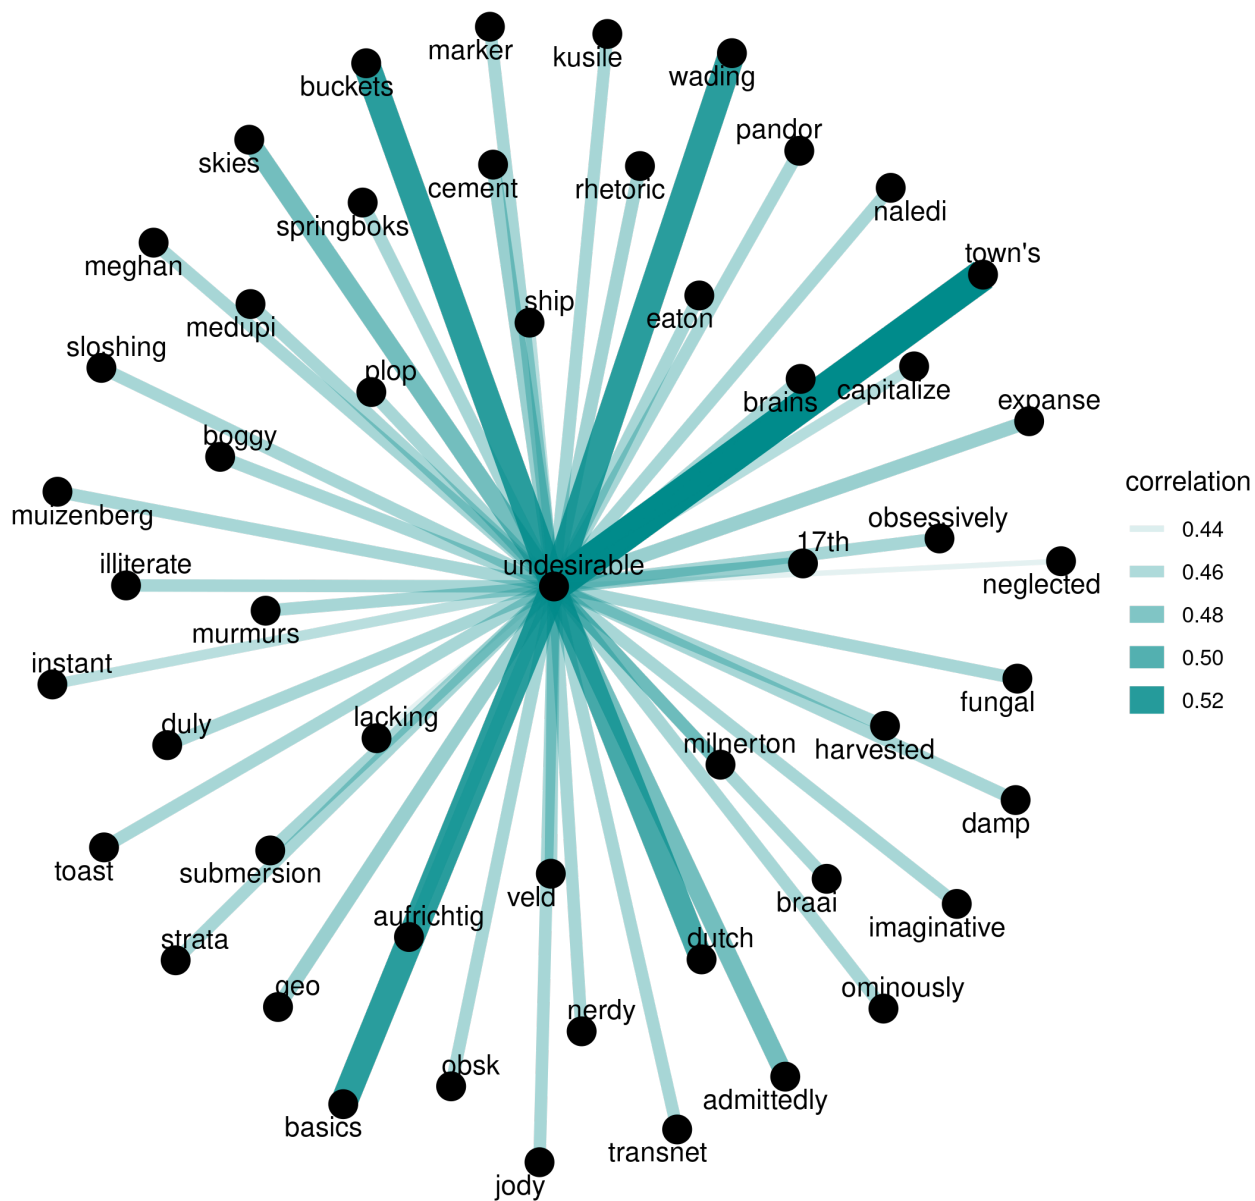 marker
kusile
wading
buckets
pandor
skies
cement
rhetoric
naledi
springboks
town's
meghan
ship
eaton
medupi
sloshing
plop
brains
capitalize
expanse
boggy
correlation
muizenberg
obsessively
0.44
17th
illiterate
undesirable
neglected
0.46
murmurs
0.48
instant
0.50
fungal
0.52
duly
lacking
milnerton
harvested
damp
toast
submersion
veld
braai
aufrichtig
imaginative
strata
dutch
geo
ominously
nerdy
obsk
admittedly
basics
transnet
jody